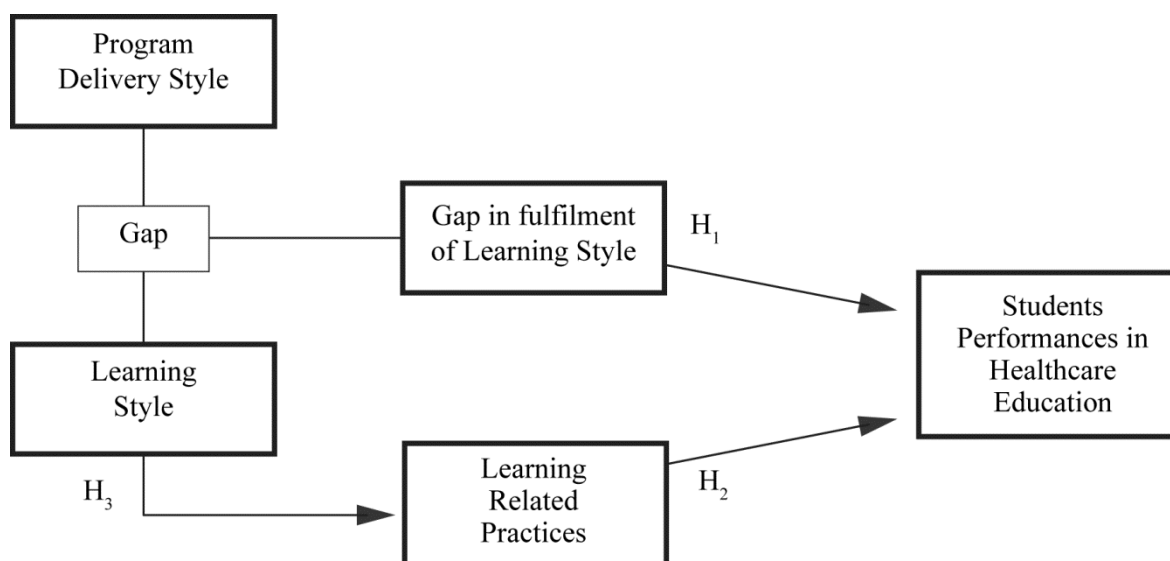 Program
Delivery Style
Gap
Gap in fulfilment
of Learning Style
H₁
Students
Performances in
Healthcare
Education
Learning
Style
H₃
Learning
Related
Practices
H₂